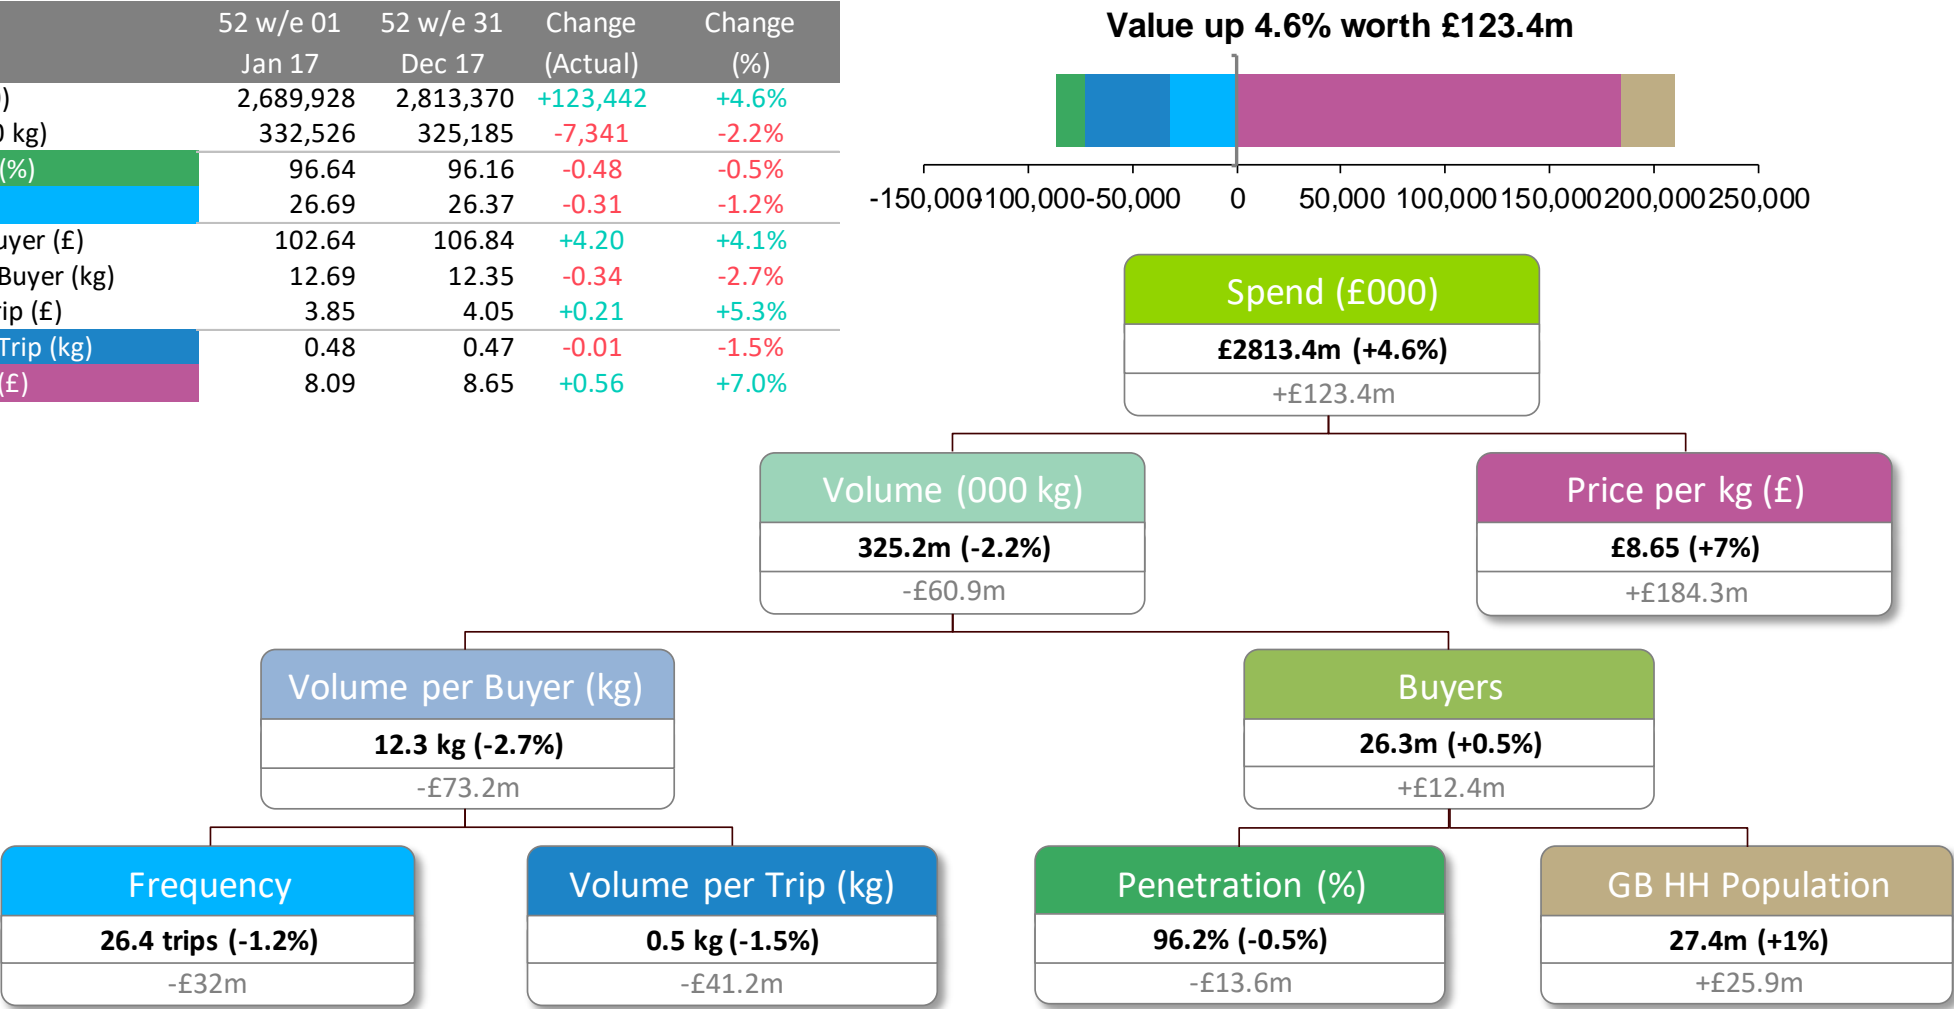 52 w/e 01 52 w/e 31 Change Change
Jan 17 Dec 17 (Actual) (%)
) 2,689,928 2,813,370 +123,442 +4.6%
kg) 332,526 325,185 -7,341 -2.2%
(%) 96.64 96.16 -0.48 -0.5%
26.69 26.37 -0.31 -1.2%
uyer (£) 102.64 106.84 +4.20 +4.1%
Buyer (kg) 12.69 12.35 -0.34 -2.7%
rip (£) 3.85 4.05 +0.21 +5.3%
Trip (kg) 0.48 0.47 -0.01 -1.5%
(£) 8.09 8.65 +0.56 +7.0%
Value up 4.6% worth £123.4m
-150,000 -100,000 -50,000 0 50,000 100,000 150,000 200,000 250,000
Spend (£000)
£2813.4m (+4.6%)
+£123.4m
Volume (000 kg) Price per kg (£)
325.2m (-2.2%) £8.65 (+7%)
-£60.9m +£184.3m
Volume per Buyer (kg) Buyers
12.3 kg (-2.7%) 26.3m (+0.5%)
-£73.2m +£12.4m
Frequency Volume per Trip (kg) Penetration (%) GB HH Population
26.4 trips (-1.2%) 0.5 kg (-1.5%) 96.2% (-0.5%) 27.4m (+1%)
-£32m -£41.2m -£13.6m +£25.9m